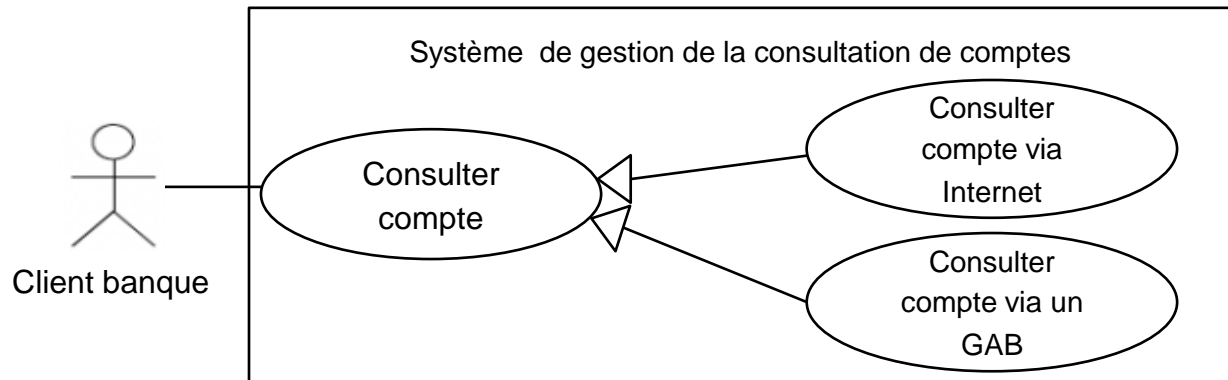 Système de gestion de la consultation de comptes
Consulter
compte via
Internet
Consulter
compte
Client banque
Consulter
compte via un
GAB